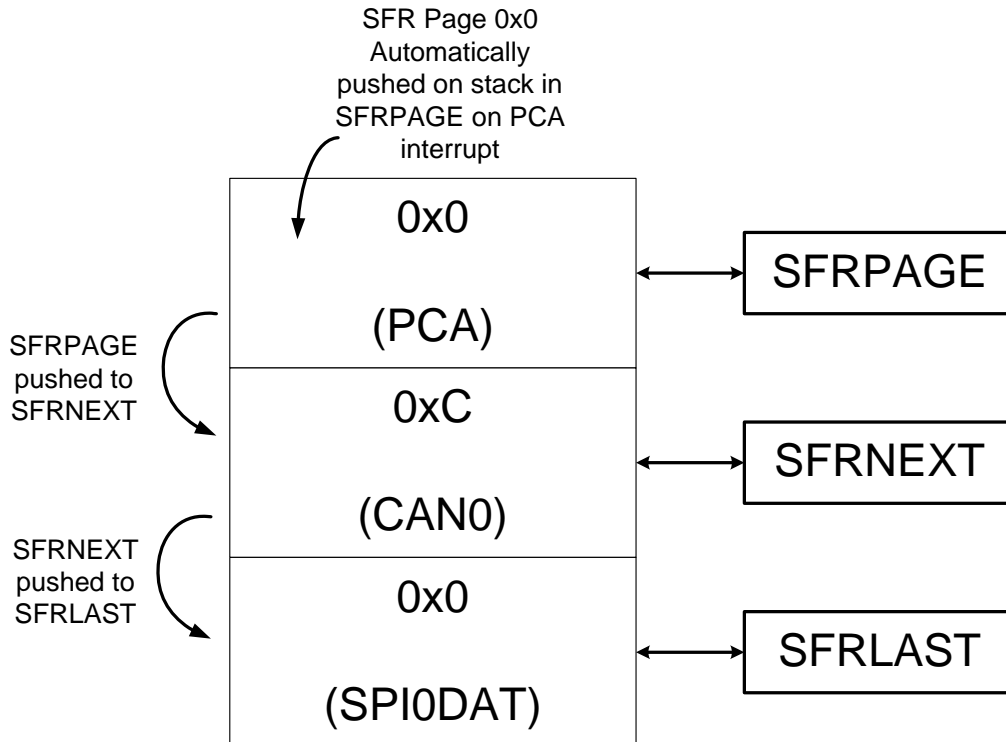 SFR Page 0x0
Automatically
pushed on stack in
SFRPAGE on PCA
interrupt
0x0
(PCA)
SFRPAGE
SFRPAGE
pushed to
SFRNEXT
0xC
(CAN0)
SFRNEXT
SFRNEXT
pushed to
SFRLAST
0x0
(SPI0DAT)
SFRLAST